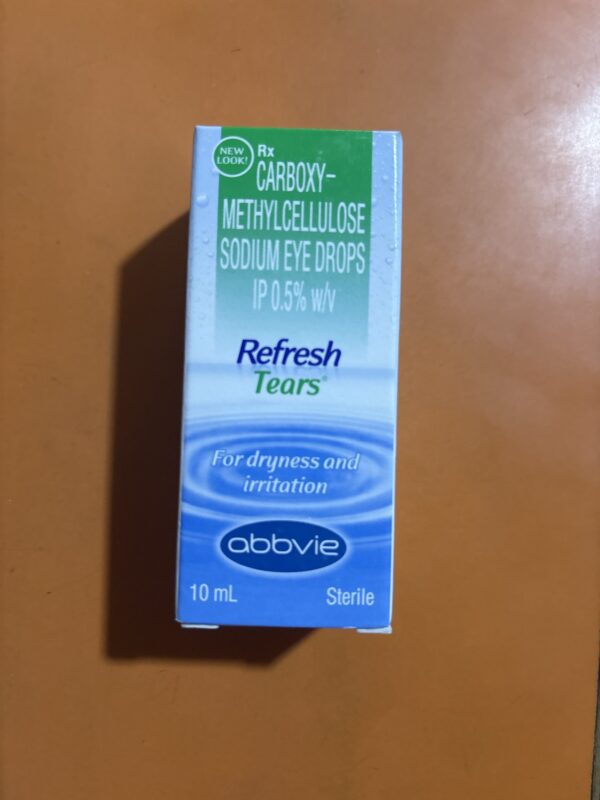 NEW
LOOK!
Rx
CARBOXY-
METHYLCELLULOSE
SODIUM EYE DROPS
IP 0.5% w/v
Refresh
Tears®
For dryness and
irritation
abbvie
10 mL
Sterile